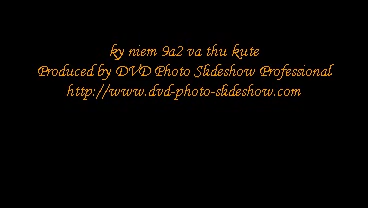 ky niem 9a2 va thu kute
Produced by DVD Photo Slideshow Professional
http://www.dvd-photo-slideshow.com